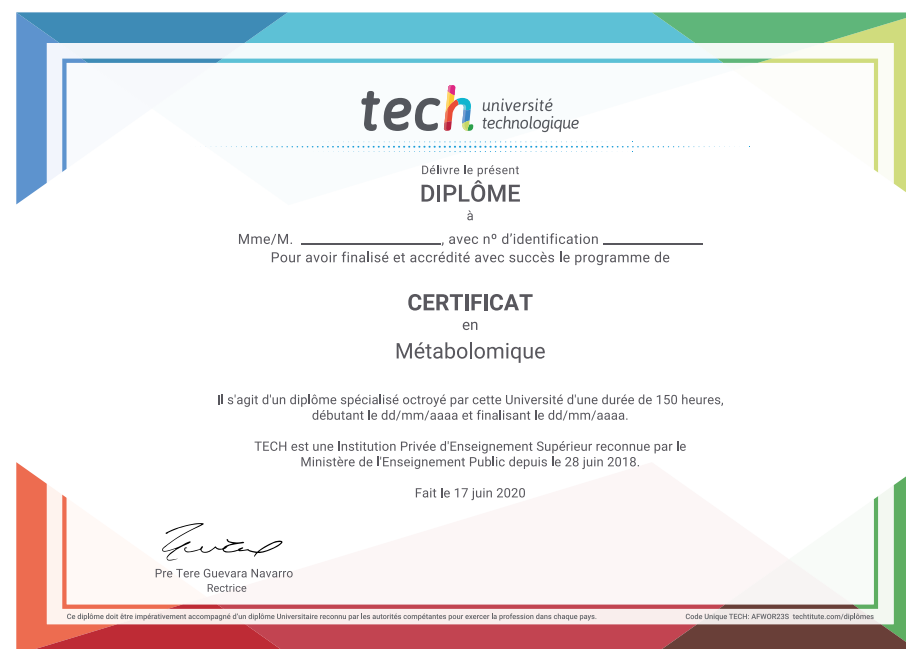 tech université
technologique
Délivre le présent
DIPLÔME
à
Mme/M. ____________________, avec nº d'identification ______________
Pour avoir finalisé et accrédité avec succès le programme de
CERTIFICAT
en
Métabolomique
Il s'agit d'un diplôme spécialisé octroyé par cette Université d'une durée de 150 heures,
débutant le dd/mm/aaaa et finalisant le dd/mm/aaaa.
TECH est une Institution Privée d'Enseignement Supérieur reconnue par le
Ministère de l'Enseignement Public depuis le 28 juin 2018.
Fait le 17 juin 2020
Pre Tere Guevara Navarro
Rectrice
Ce diplôme doit être impérativement accompagné d'un diplôme Universitaire reconnu par les autorités compétantes pour exercer la profession dans chaque pays.
Code Unique TECH: AFWOR23S techtitute.com/diplômes